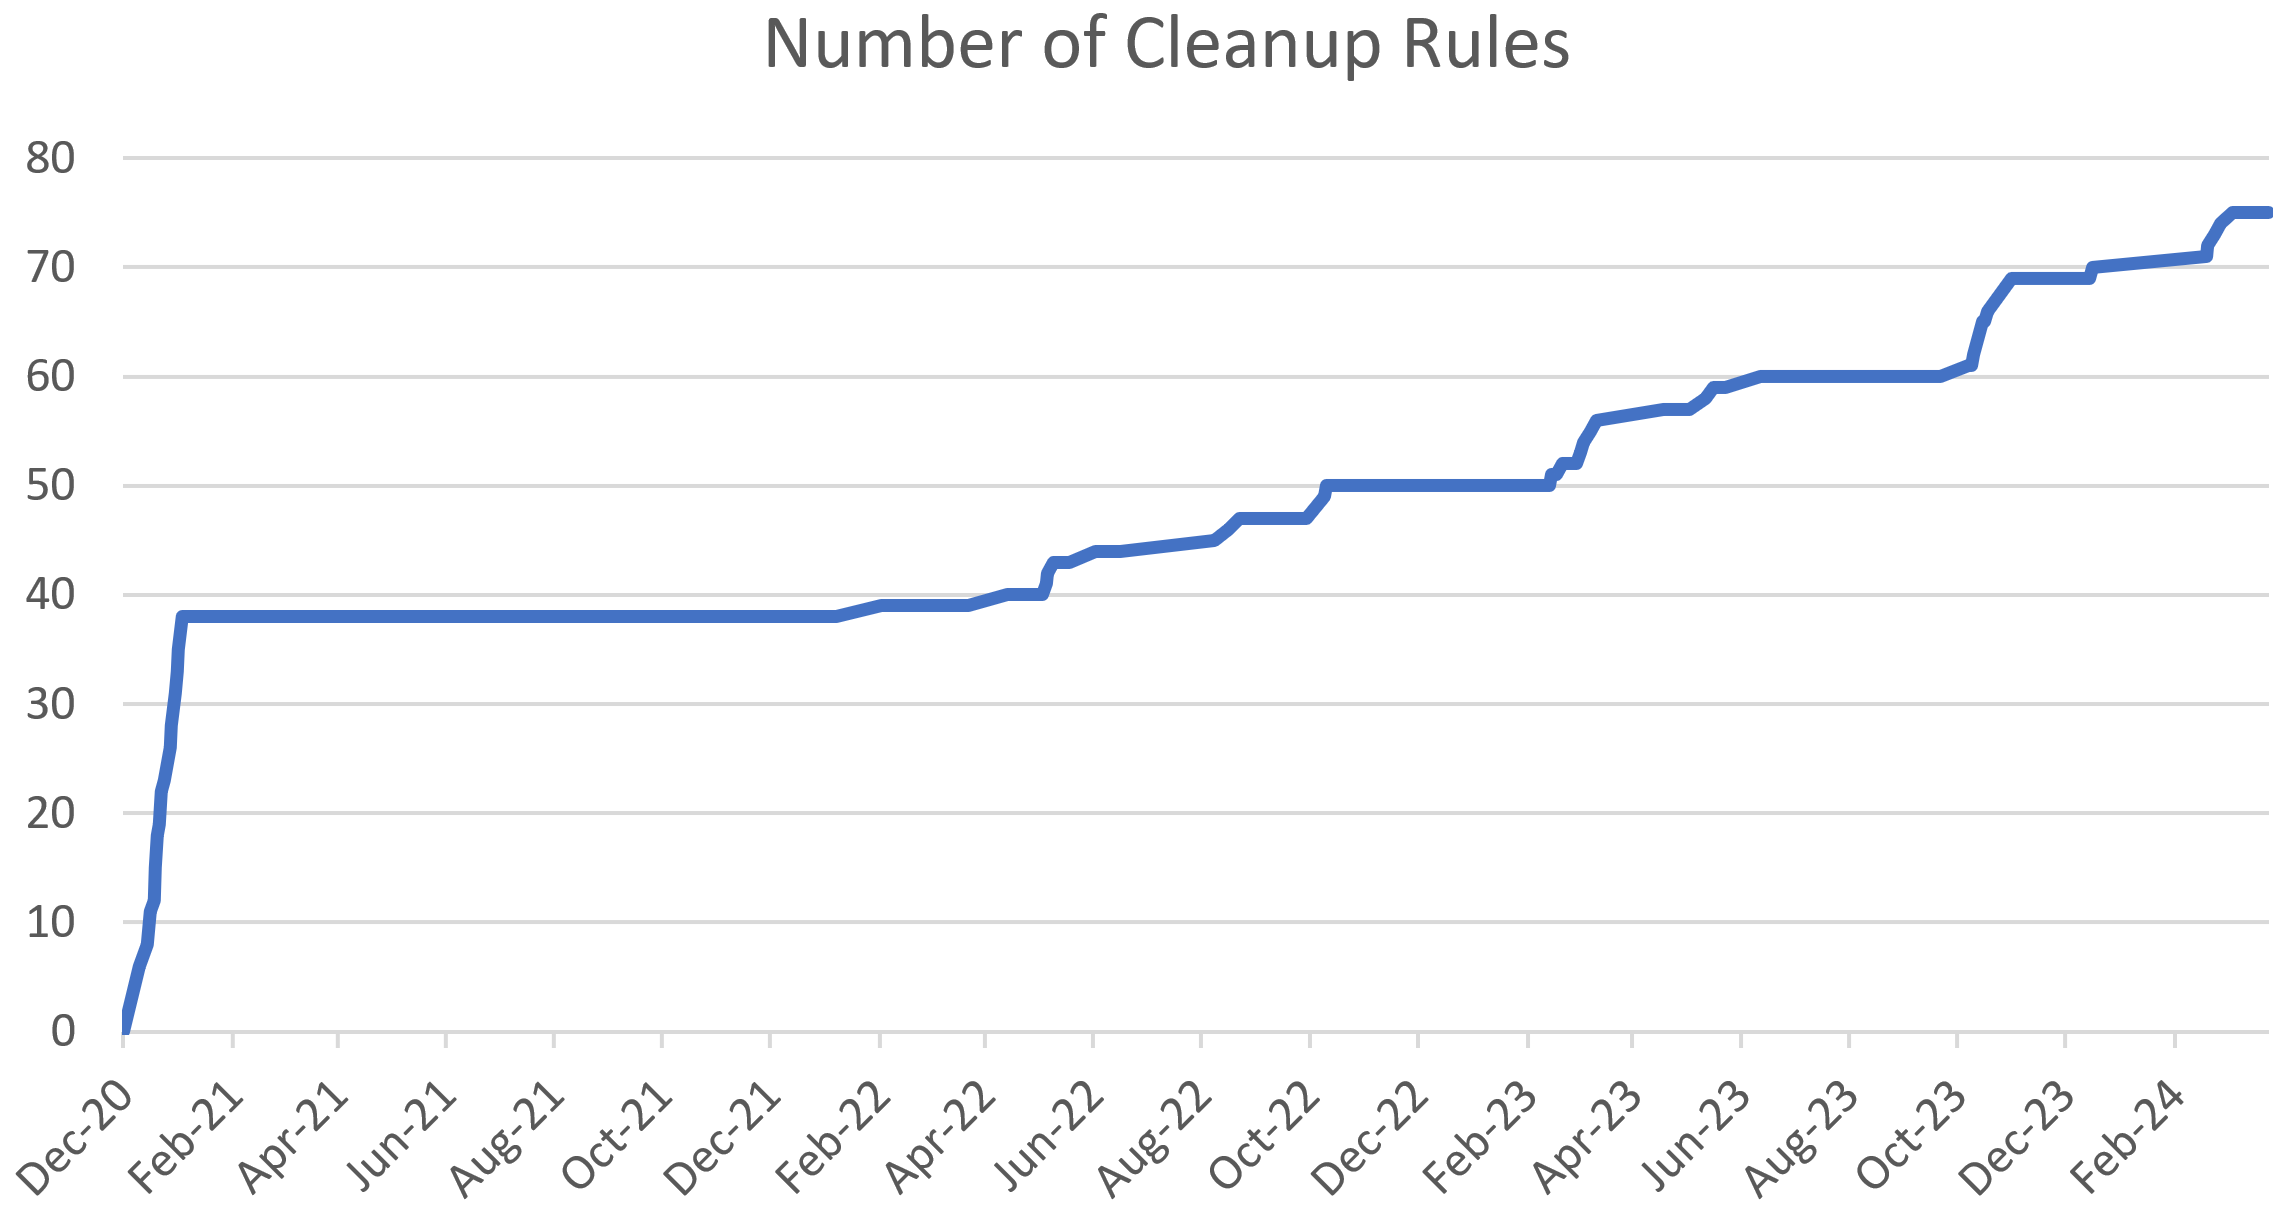 Number of Cleanup Rules
80
70
60
50
40
30
20
10
0
Dec-20
Feb-21
Apr-21
Jun-21
Aug-21
Oct-21
Dec-21
Feb-22
Apr-22
Jun-22
Aug-22
Oct-22
Dec-22
Feb-23
Apr-23
Jun-23
Aug-23
Oct-23
Dec-23
Feb-24